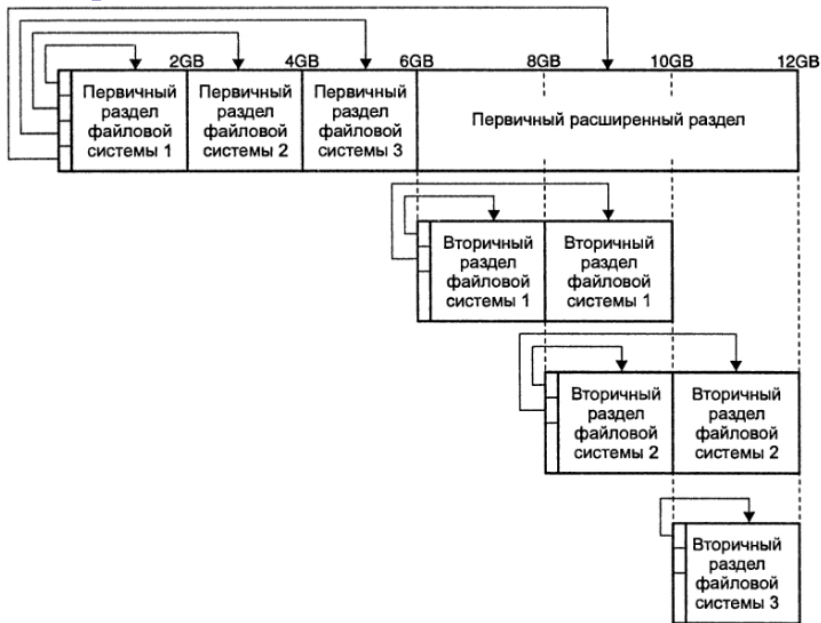 2GB 4GB 6GB 8GB 10GB 12GB
Первичный
раздел
файловой
системы 1
Первичный
раздел
файловой
системы 2
Первичный
раздел
файловой
системы 3
Первичный расширенный раздел
Вторичный
раздел
файловой
системы 1
Вторичный
раздел
файловой
системы 1
Вторичный
раздел
файловой
системы 2
Вторичный
раздел
файловой
системы 2
Вторичный
раздел
файловой
системы 3